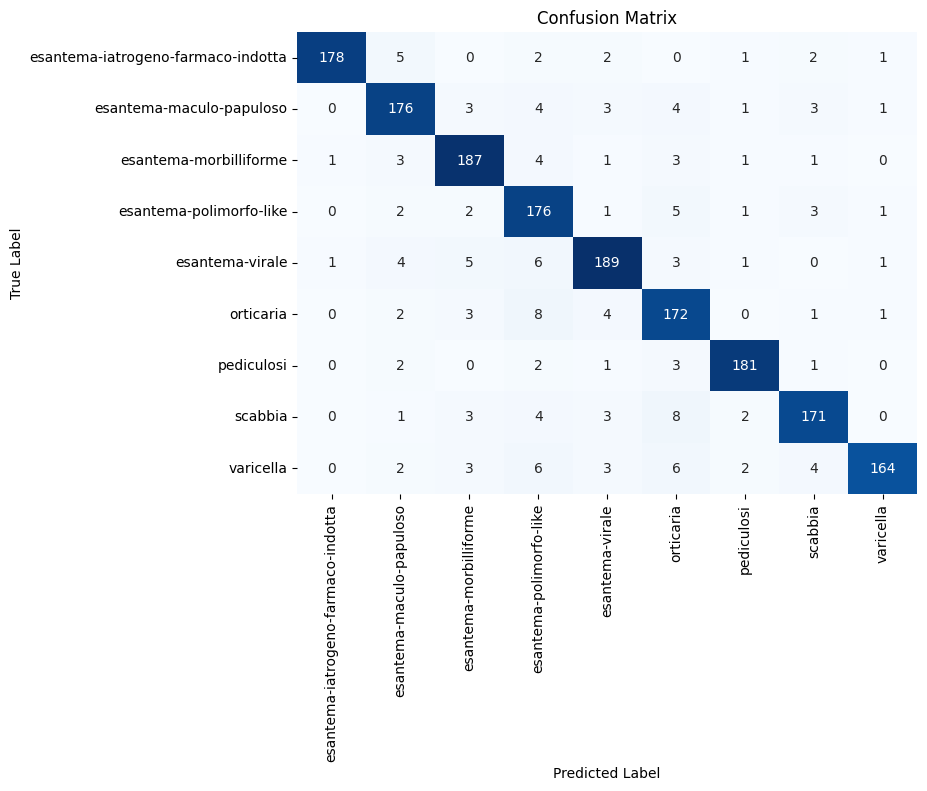 Confusion Matrix
True Label
esantema-iatrogeno-farmaco-indotta 178 5 0 2 2 0 1 2 1
esantema-maculo-papuloso 0 176 3 4 3 4 1 3 1
esantema-morbilliforme 1 3 187 4 1 3 1 1 0
esantema-polimorfo-like 0 2 2 176 1 5 1 3 1
esantema-virale 1 4 5 6 189 3 1 0 1
orticaria 0 2 3 8 4 172 0 1 1
pediculosi 0 2 0 2 1 3 181 1 0
scabbia 0 1 3 4 3 8 2 171 0
varicella 0 2 3 6 3 6 2 4 164
esantema-iatrogeno-farmaco-indotta
esantema-maculo-papuloso
esantema-morbilliforme
esantema-polimorfo-like
esantema-virale
orticaria
pediculosi
scabbia
varicella
Predicted Label